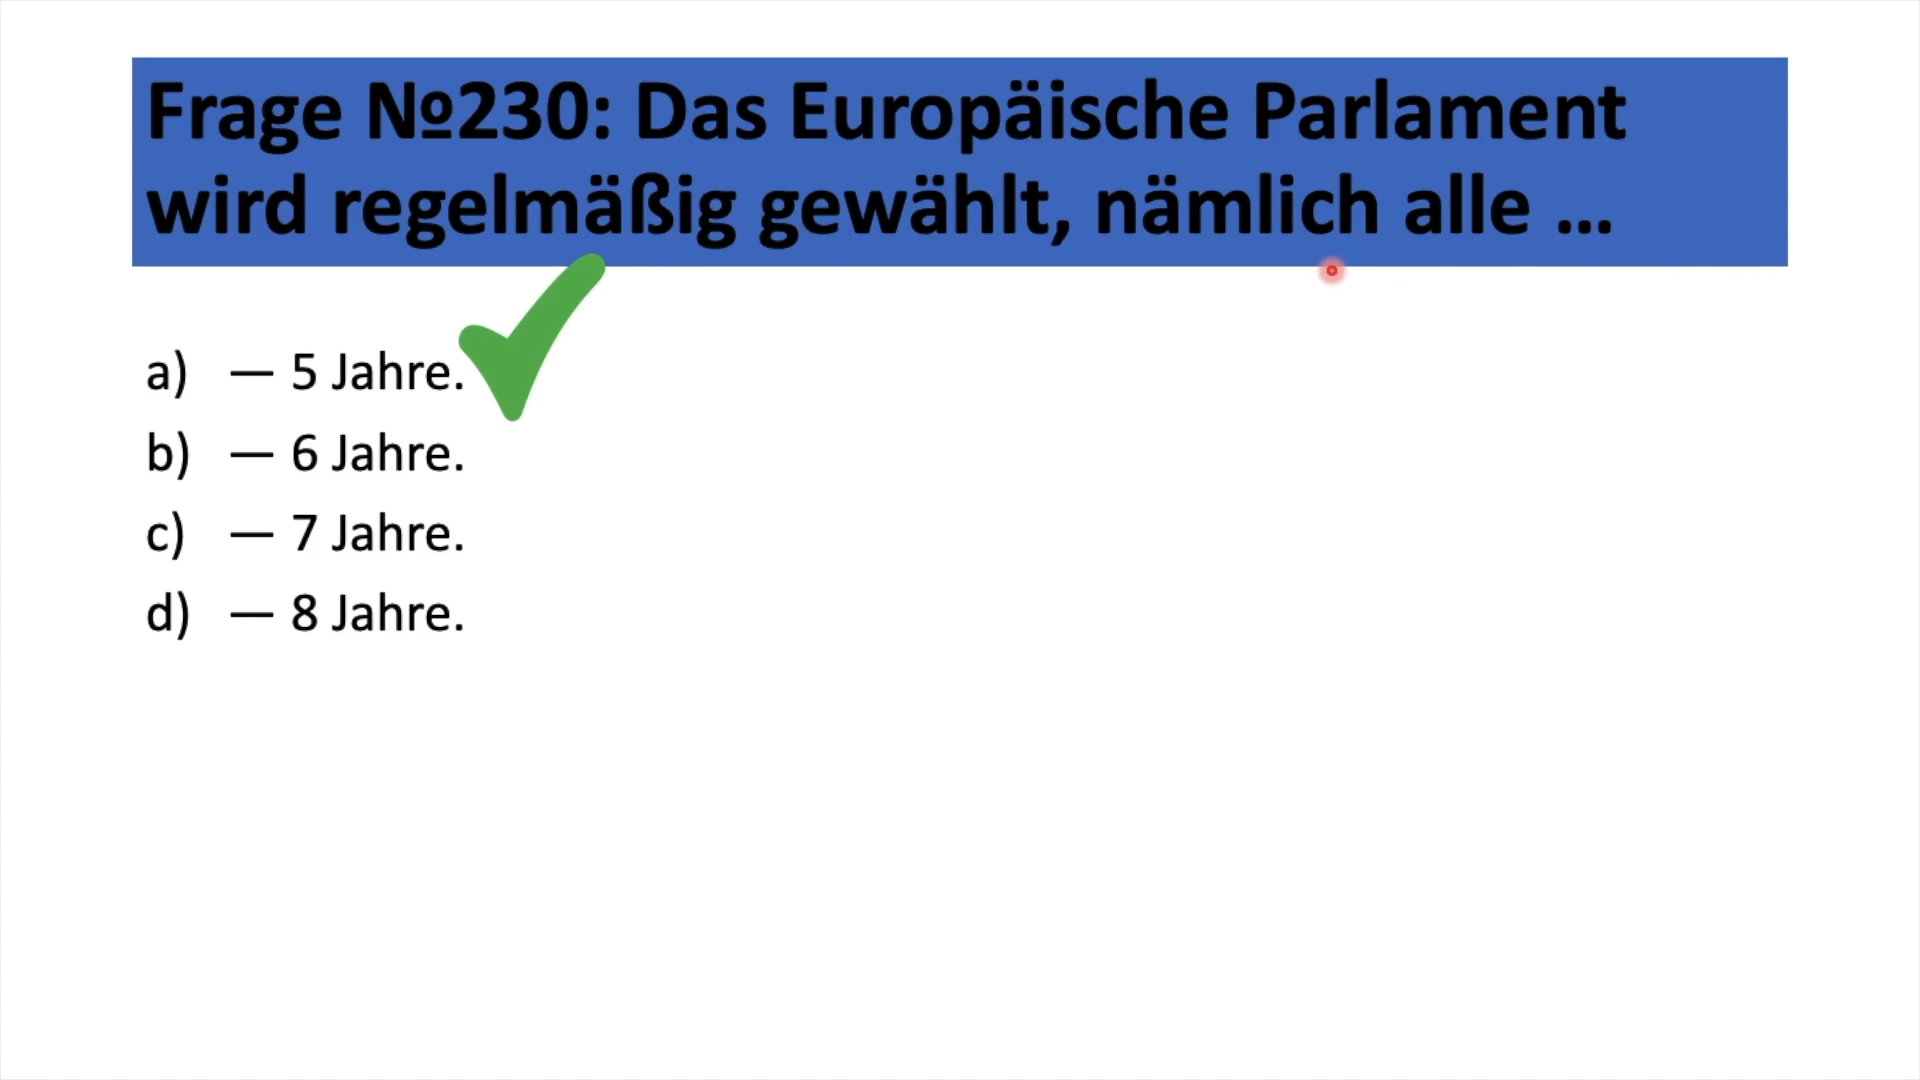 Frage №230: Das Europäische Parlament
wird regelmäßig gewählt, nämlich alle ...
a) — 5 Jahre.
b) — 6 Jahre.
c) — 7 Jahre.
d) — 8 Jahre.